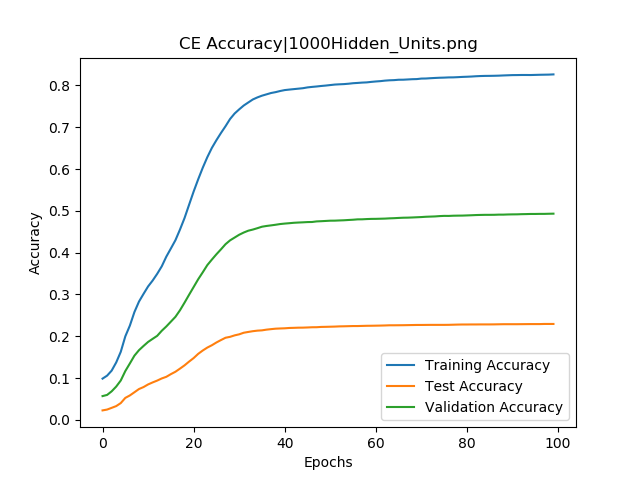 CE Accuracy|1000Hidden_Units.png
Accuracy
0.8
0.7
0.6
0.5
0.4
0.3
0.2
0.1
0.0
Training Accuracy
Test Accuracy
Validation Accuracy
0 20 40 60 80 100
Epochs